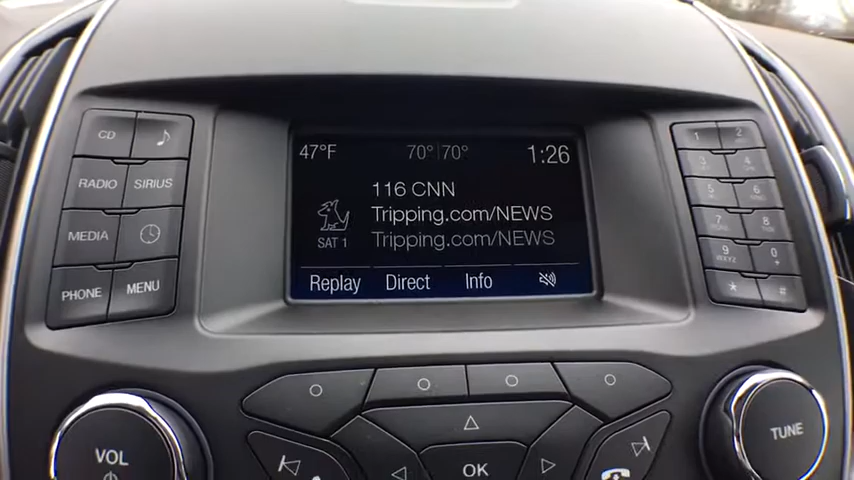 CD
RADIO SIRIUS
MEDIA
PHONE MENU
47°F 70° 70° 1:26
116 CNN
Tripping.com/NEWS
SAT 1 Tripping.com/NEWS
Replay Direct Info
1 2
3 4
5 6
7 8
9 WXYZ 0 +
* #
VOL
OK
TUNE